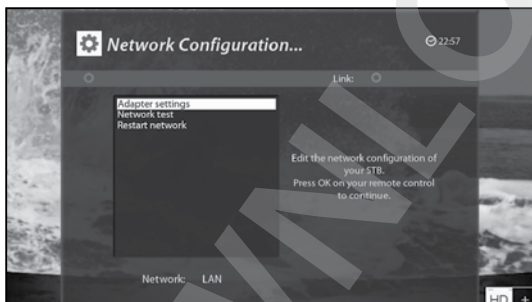 Network Configuration...
22:57
Link:
Adapter settings
Network test
Restart network
Edit the network configuration of
your STB.
Press OK on your remote control
to continue.
Network: LAN
HD